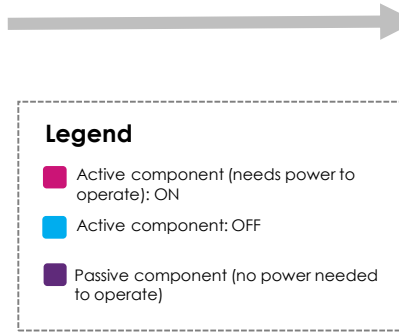 Legend
Active component (needs power to
operate): ON
Active component: OFF
Passive component (no power needed
to operate)